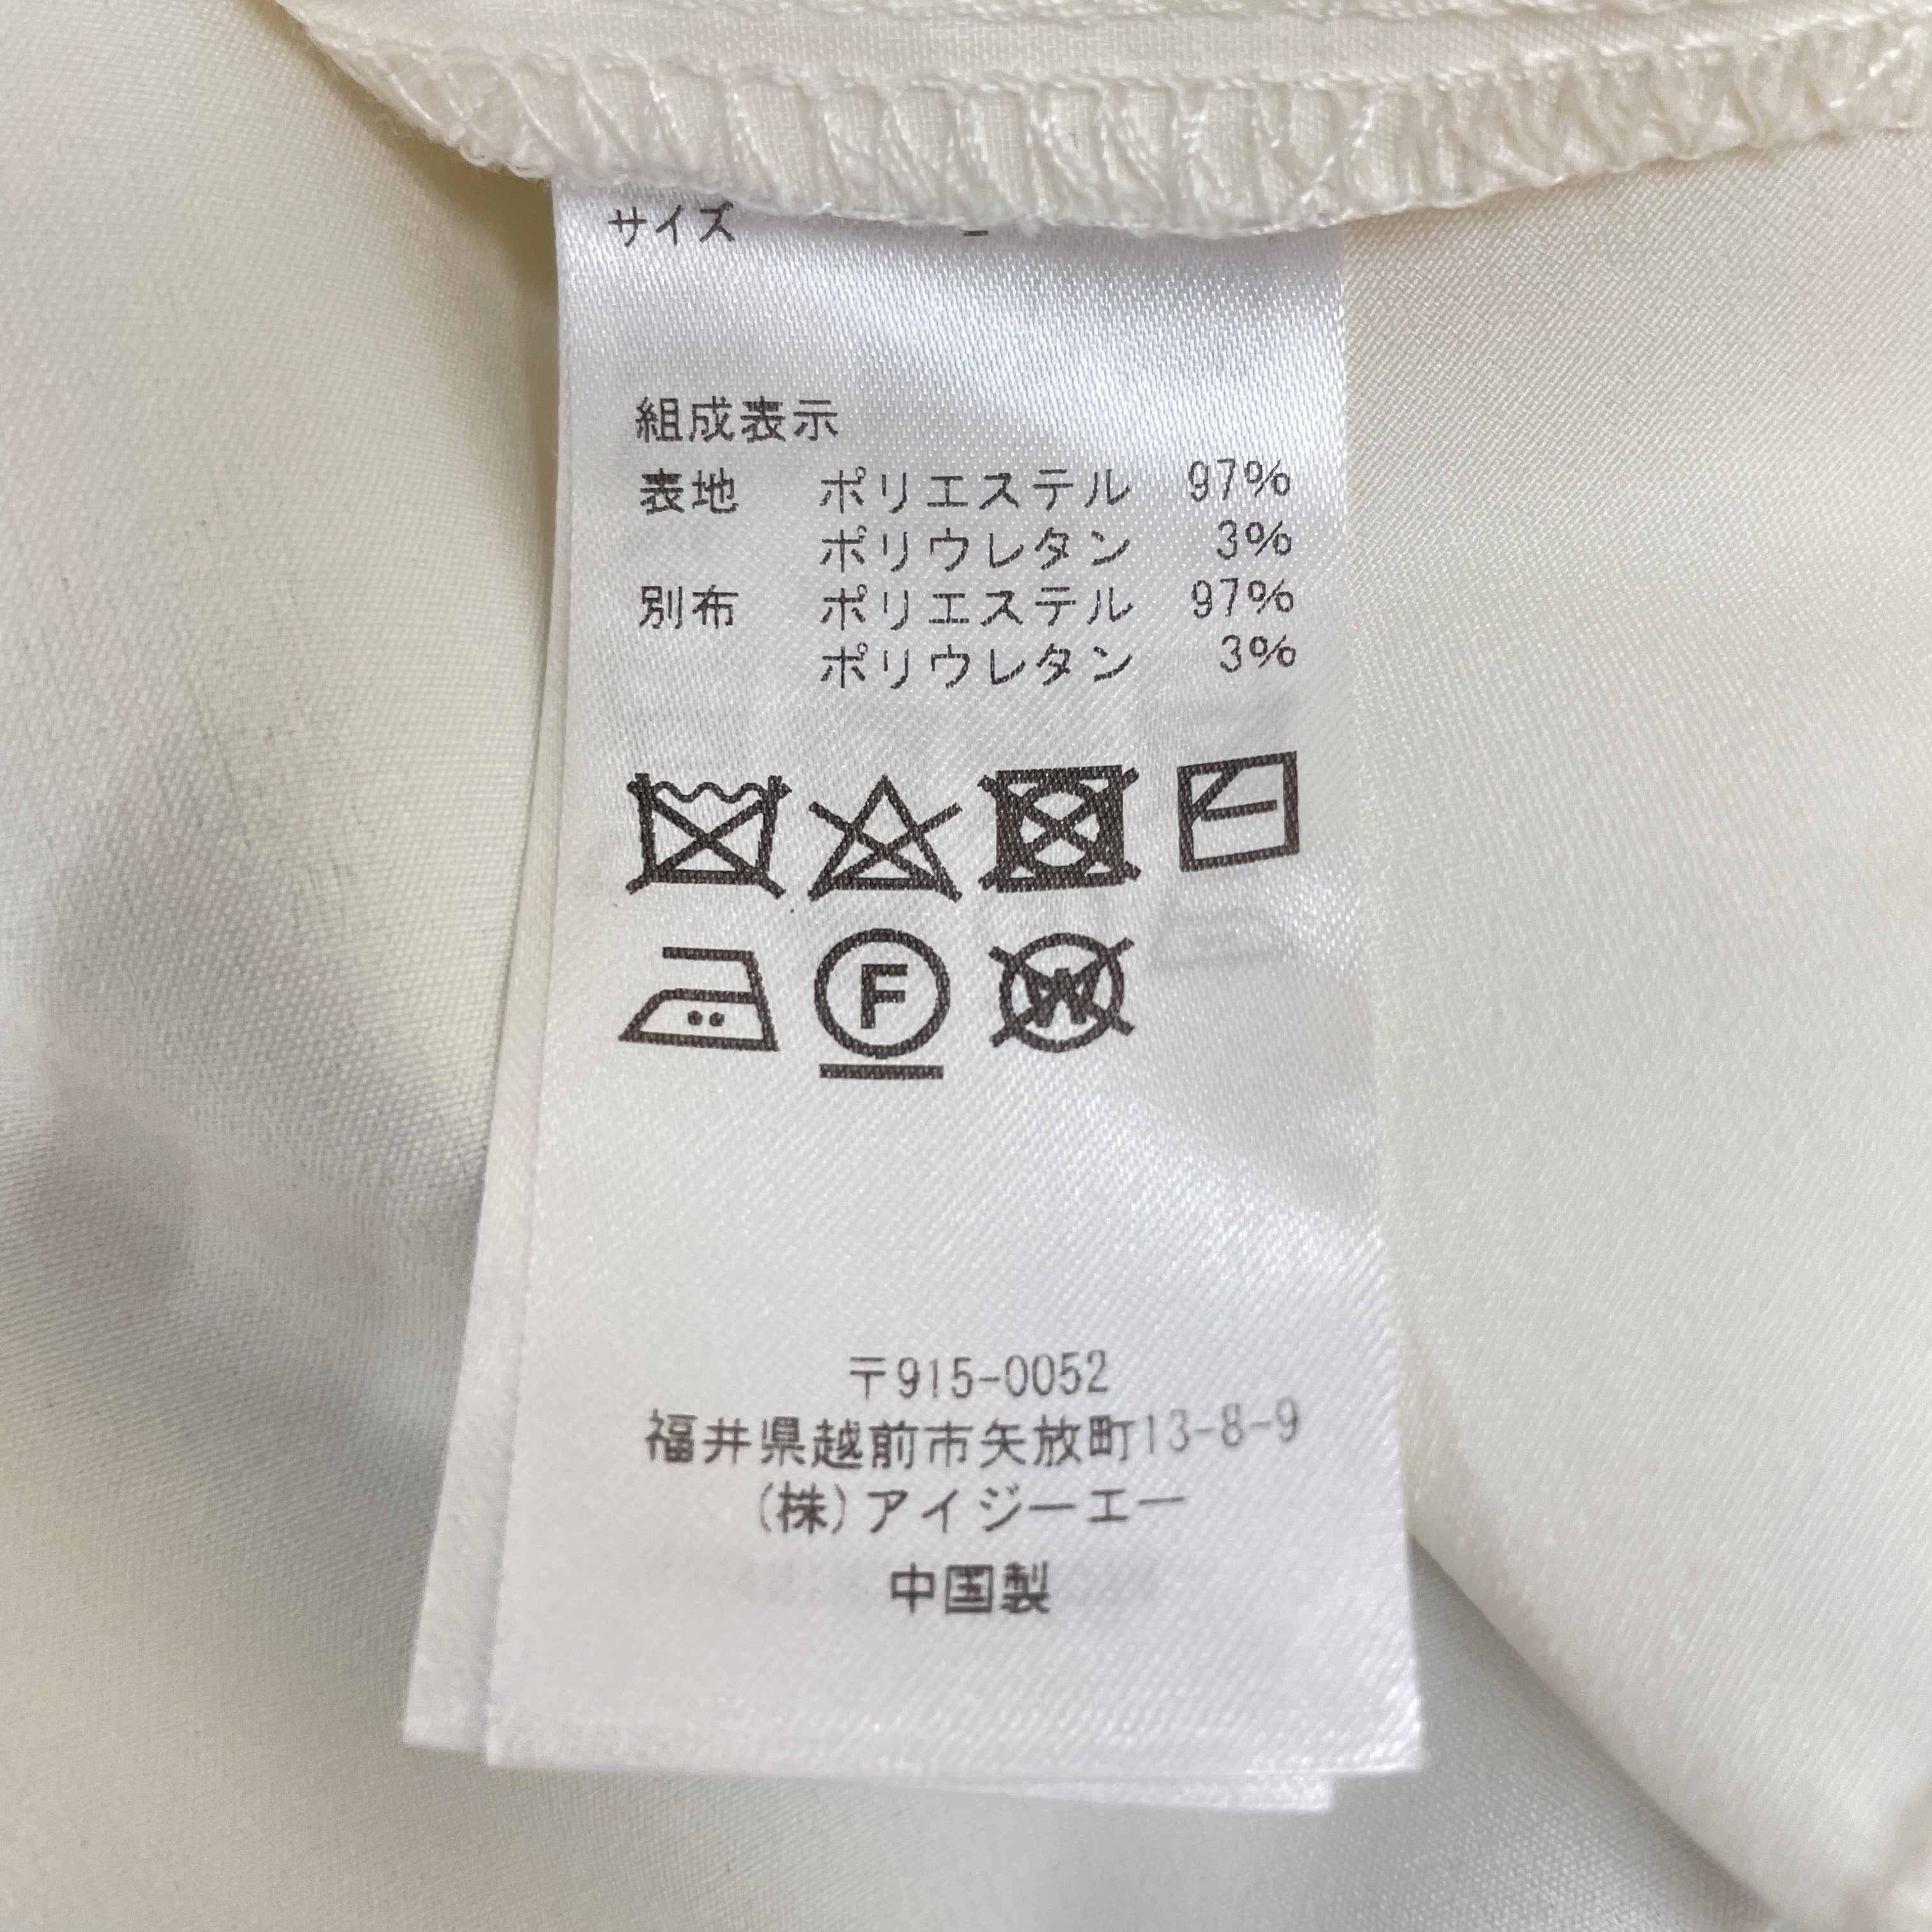 サイズ
組成表示
表地 ポリエステル 97%
ポリウレタン 3%
別布 ポリエステル 97%
ポリウレタン 3%
F W
〒915-0052
福井県越前市矢放町13-8-9
(株)アイジーエー
中国製